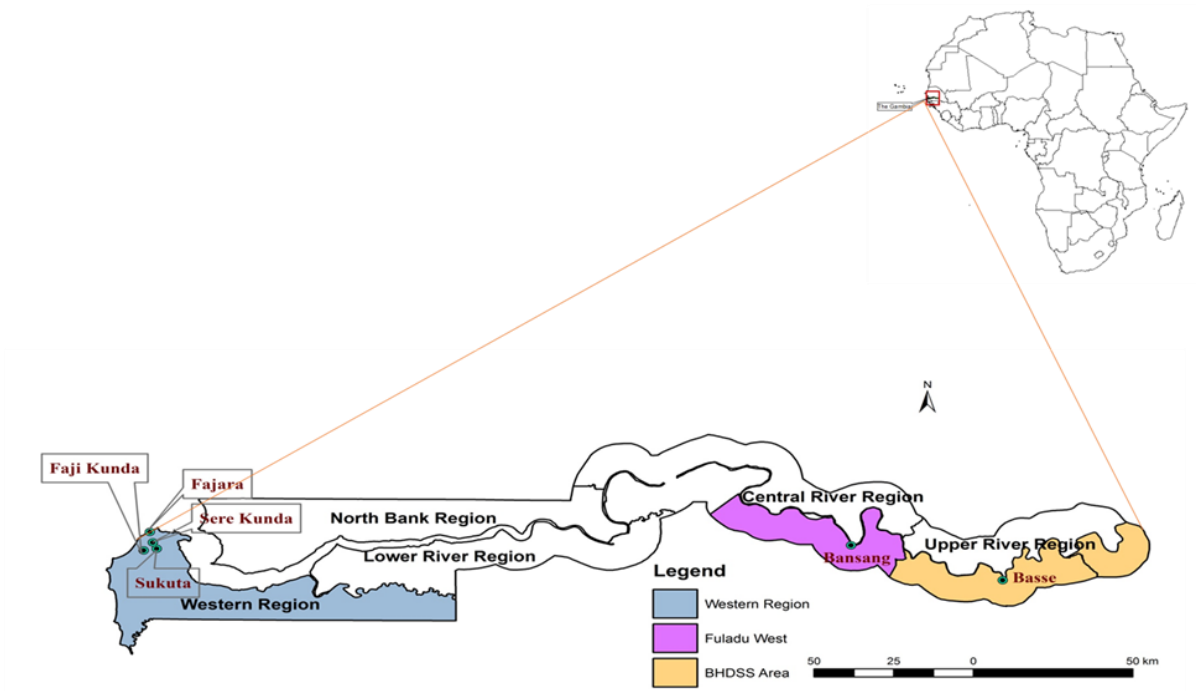 The Gambia
N
Faji Kunda
Fajara
Sere Kunda
Central River Region
North Bank Region
Lower River Region
Upper River Region
Bansang
Basse
Sukuta
Western Region
Legend
Western Region
Fuladu West
BHDSS Area
50 25 0 50 km